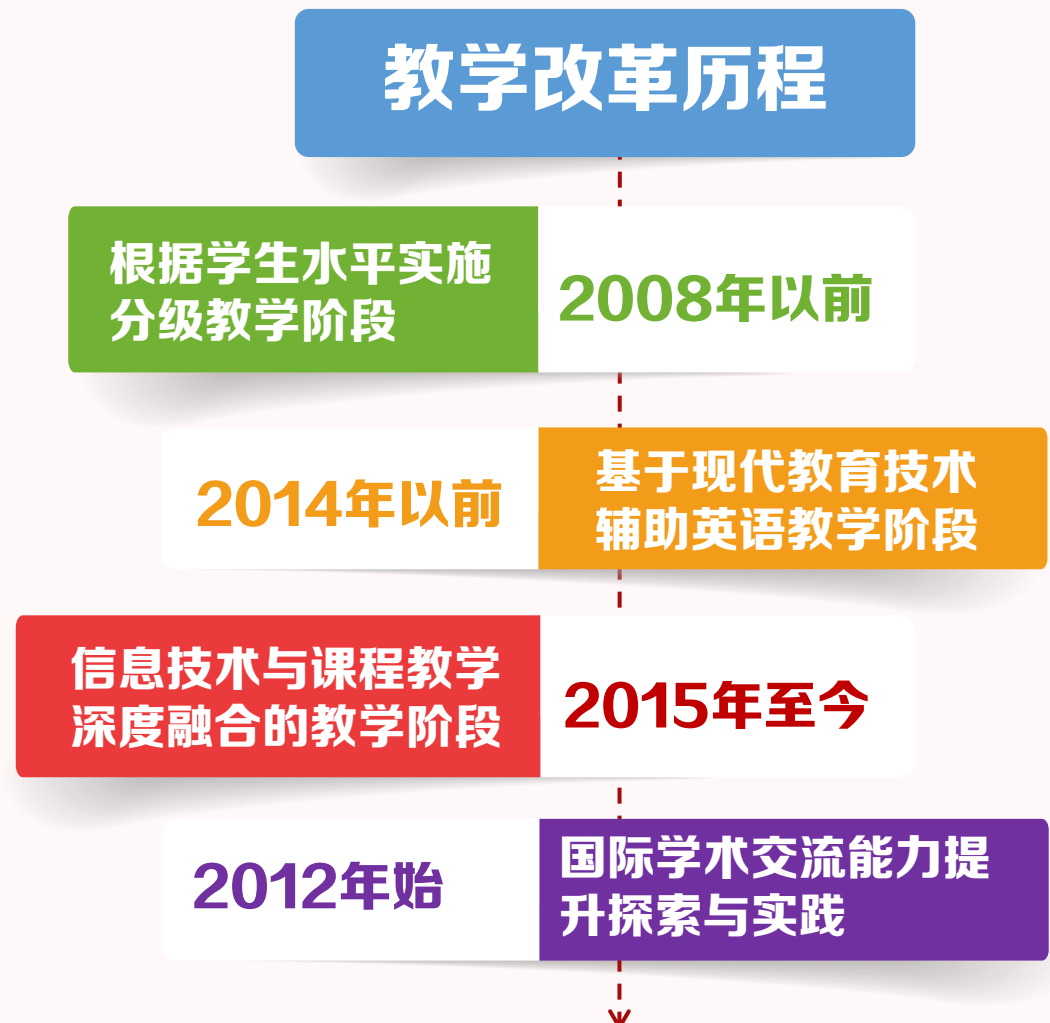 教学改革历程
根据学生水平实施
分级教学阶段
2008年以前
2014年以前
基于现代教育技术
辅助英语教学阶段
信息技术与课程教学
深度融合的教学阶段
2015年至今
2012年始
国际学术交流能力提
升探索与实践